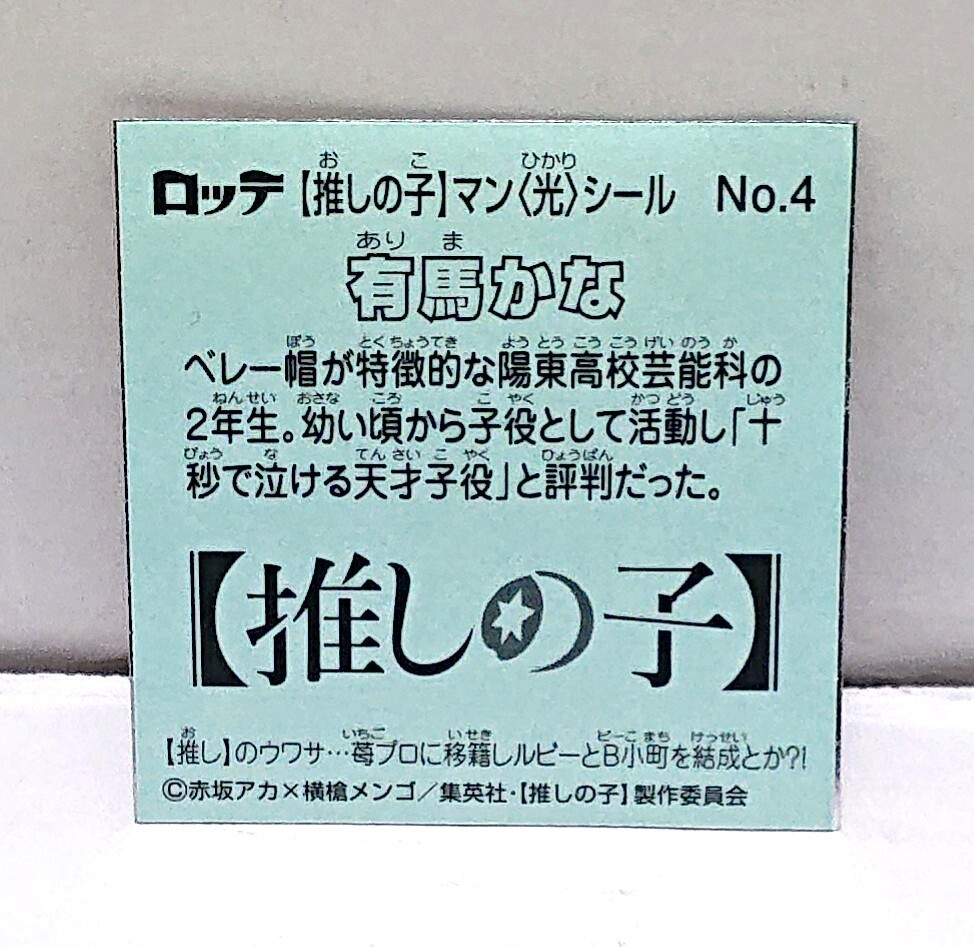 ロッテ【推しの子】マン〈光〉シール No.4
有馬かな
ベレー帽が特徴的な陽東高校芸能科の
2年生。幼い頃から子役として活動し「十
秒で泣ける天才子役」と評判だった。
【推しの子】
【推し】のウワサ…苺プロに移籍しルビーとB小町を結成とか?!
©赤坂アカ×横槍メンゴ／集英社・【推しの子】製作委員会